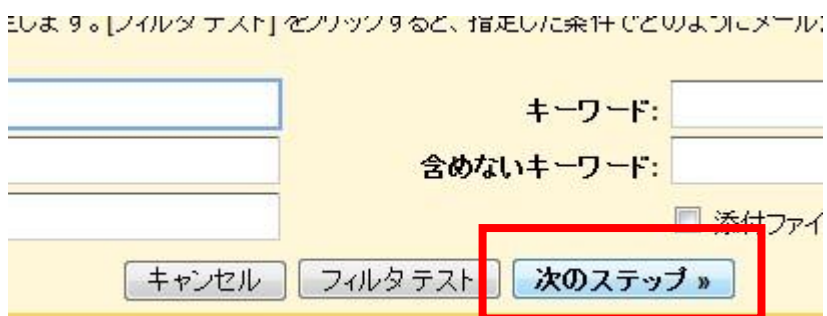 します。[フィルタ テスト] をクリックすると、指定した条件でどのようにメール
キーワード:
含めないキーワード:
添付ファイ
キャンセル フィルタ テスト 次のステップ »